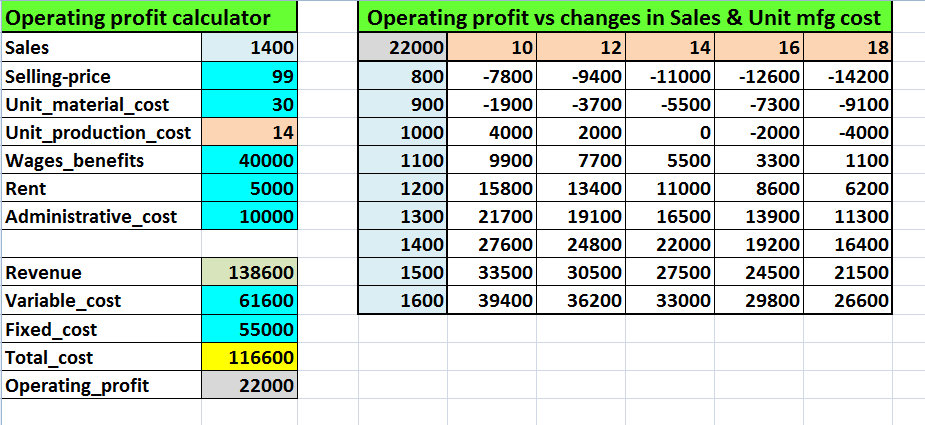 Operating profit calculator Operating profit vs changes in Sales & Unit mfg cost
Sales 1400 22000 10 12 14 16 18
Selling-price 99 800 -7800 -9400 -11000 -12600 -14200
Unit_material_cost 30 900 -1900 -3700 -5500 -7300 -9100
Unit_production_cost 14 1000 4000 2000 0 -2000 -4000
Wages_benefits 40000 1100 9900 7700 5500 3300 1100
Rent 5000 1200 15800 13400 11000 8600 6200
Administrative_cost 10000 1300 21700 19100 16500 13900 11300
1400 27600 24800 22000 19200 16400
Revenue 138600 1500 33500 30500 27500 24500 21500
Variable_cost 61600 1600 39400 36200 33000 29800 26600
Fixed_cost 55000
Total_cost 116600
Operating_profit 22000